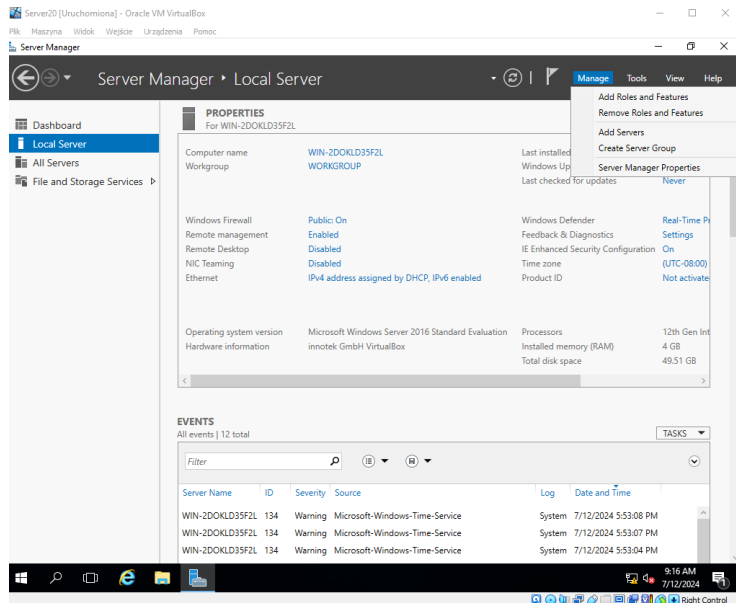 Server20 [Uruchomiona] - Oracle VM VirtualBox
Plik Maszyna Widok Wejście Urządzenia Pomoc
Server Manager
Server Manager • Local Server
Manage Tools View Help
Add Roles and Features
Remove Roles and Features
Add Servers
Create Server Group
Server Manager Properties
Dashboard
Local Server
All Servers
File and Storage Services
PROPERTIES
For WIN-2DOKLD35F2L
Computer name WIN-2DOKLD35F2L Last installed
Workgroup WORKGROUP Windows Up
Last checked for updates Never
Windows Firewall Public: On Windows Defender Real-Time Pr
Remote management Enabled Feedback & Diagnostics Settings
Remote Desktop Disabled IE Enhanced Security Configuration On
NIC Teaming Disabled Time zone (UTC-08:00)
Ethernet IPv4 address assigned by DHCP, IPv6 enabled Product ID Not activate
Operating system version Microsoft Windows Server 2016 Standard Evaluation Processors 12th Gen Int
Hardware information innotek GmbH VirtualBox Installed memory (RAM) 4 GB
Total disk space 49.51 GB
EVENTS
All events | 12 total
TASKS
Filter
Server Name ID Severity Source Log Date and Time
WIN-2DOKLD35F2L 134 Warning Microsoft-Windows-Time-Service System 7/12/2024 5:53:08 PM
WIN-2DOKLD35F2L 134 Warning Microsoft-Windows-Time-Service System 7/12/2024 5:53:07 PM
WIN-2DOKLD35F2L 134 Warning Microsoft-Windows-Time-Service System 7/12/2024 5:53:04 PM
9:16 AM
7/12/2024
1
Right Control